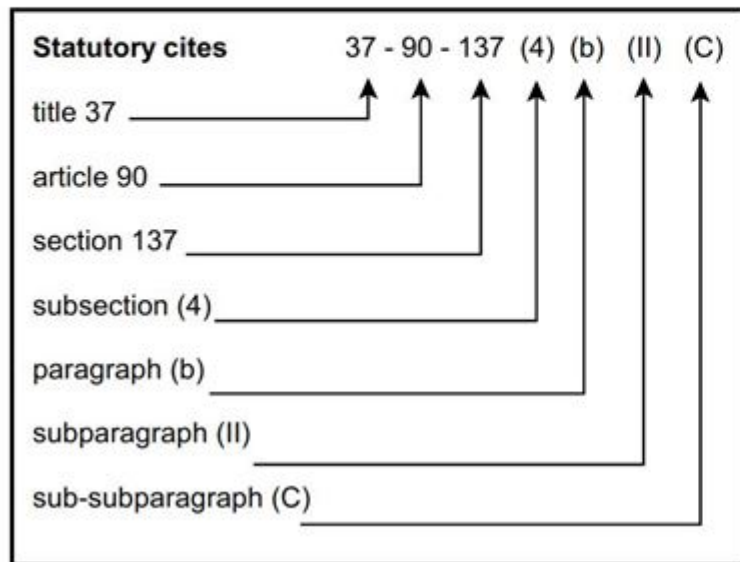 Statutory cites 37 - 90 - 137 (4) (b) (II) (C)
title 37
article 90
section 137
subsection (4)
paragraph (b)
subparagraph (II)
sub-subparagraph (C)